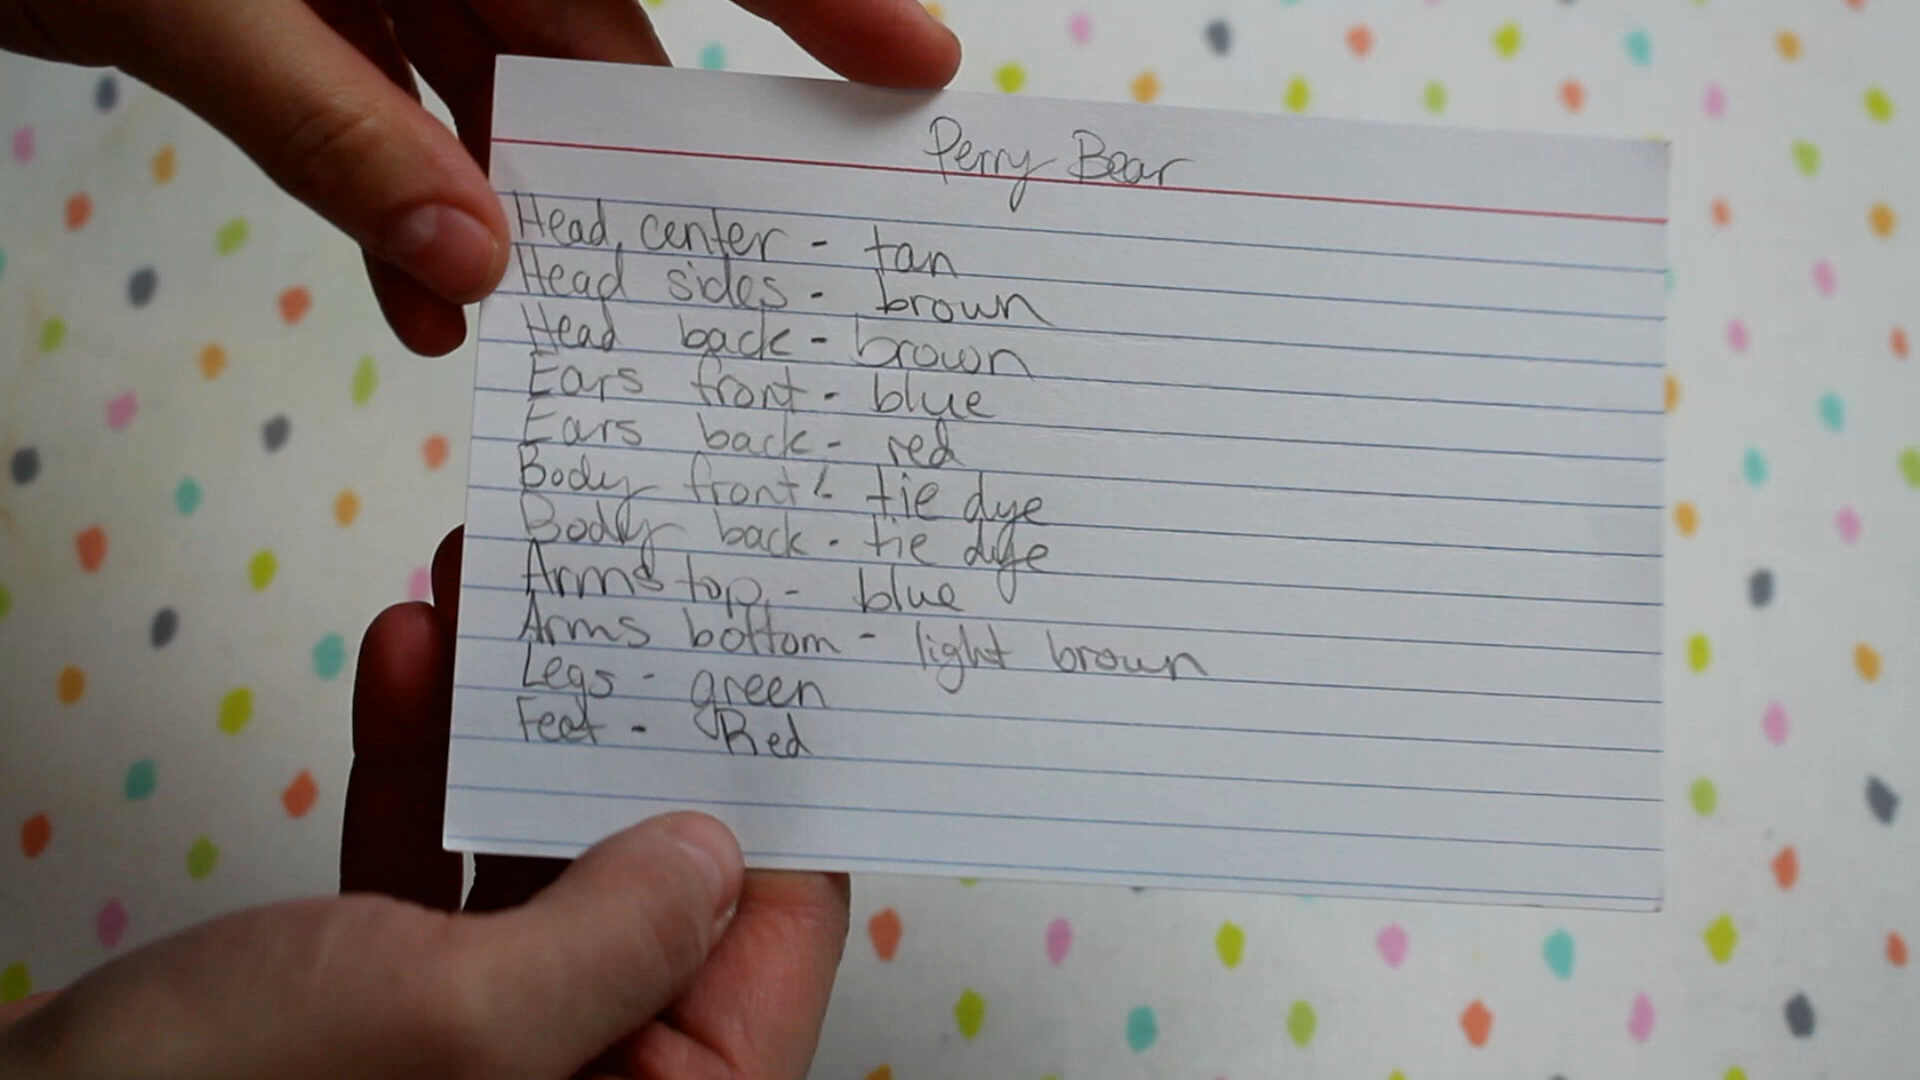 Perry Bear
Head center - tan
Head sides - brown
Head back - brown
Ears front - blue
Ears back - red
Body front - tie dye
Body back - tie dye
Arms top - blue
Arms bottom - light brown
Legs - green
Feet - Red